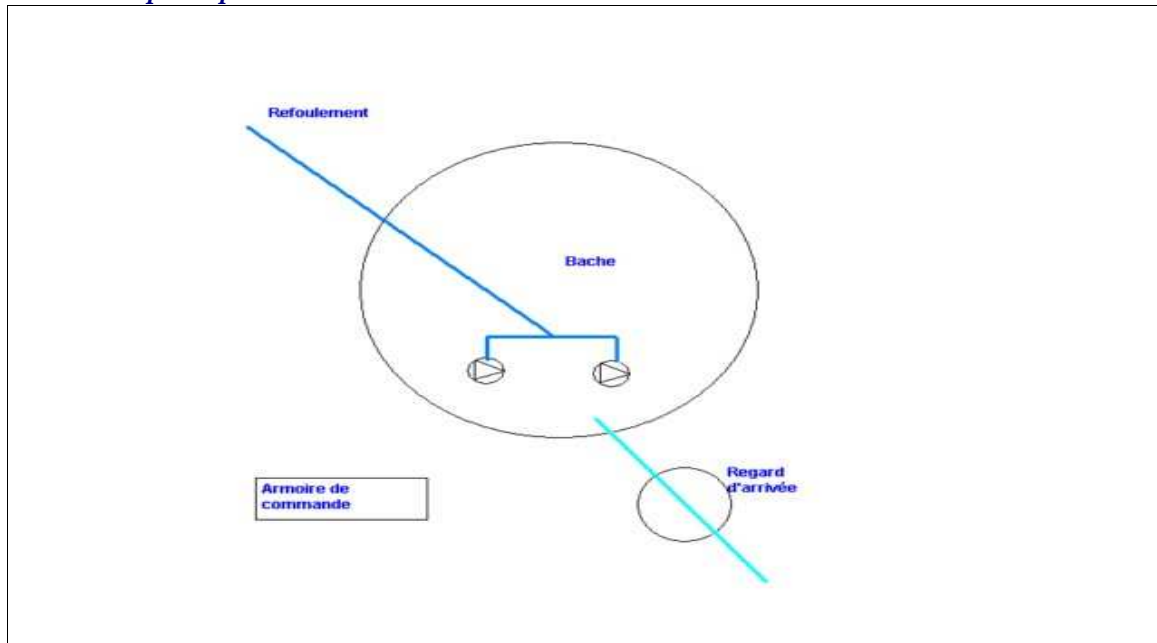 Refoulement
Bache
Regard
d'arrivée
Armoire de
commande